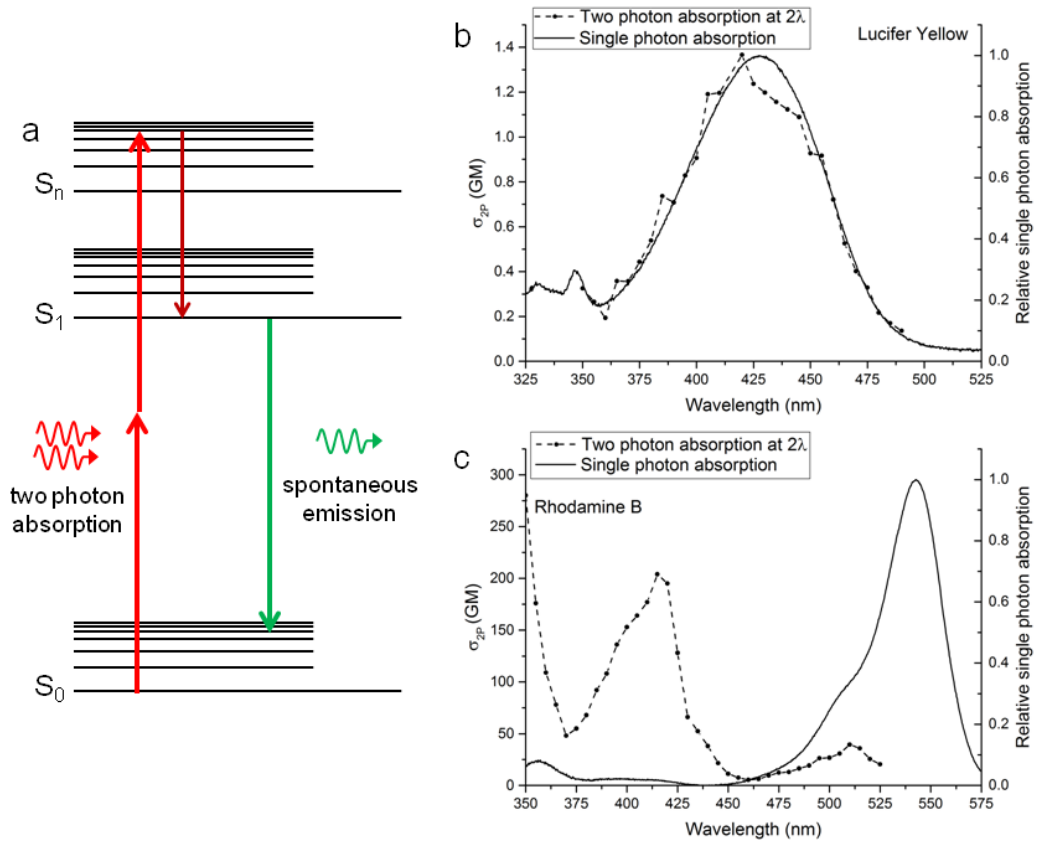 a
Sn
S1
S0
two photon
absorption
spontaneous
emission
b
Two photon absorption at 2λ
Single photon absorption
Lucifer Yellow
1.4
1.2
1.0
0.8
0.6
0.4
0.2
0.0
σ2P (GM)
1.0
0.8
0.6
0.4
0.2
0.0
Relative single photon absorption
325 350 375 400 425 450 475 500 525
Wavelength (nm)
c
Two photon absorption at 2λ
Single photon absorption
Rhodamine B
300
250
200
150
100
50
0
σ2P (GM)
1.0
0.8
0.6
0.4
0.2
0.0
Relative single photon absorption
350 375 400 425 450 475 500 525 550 575
Wavelength (nm)